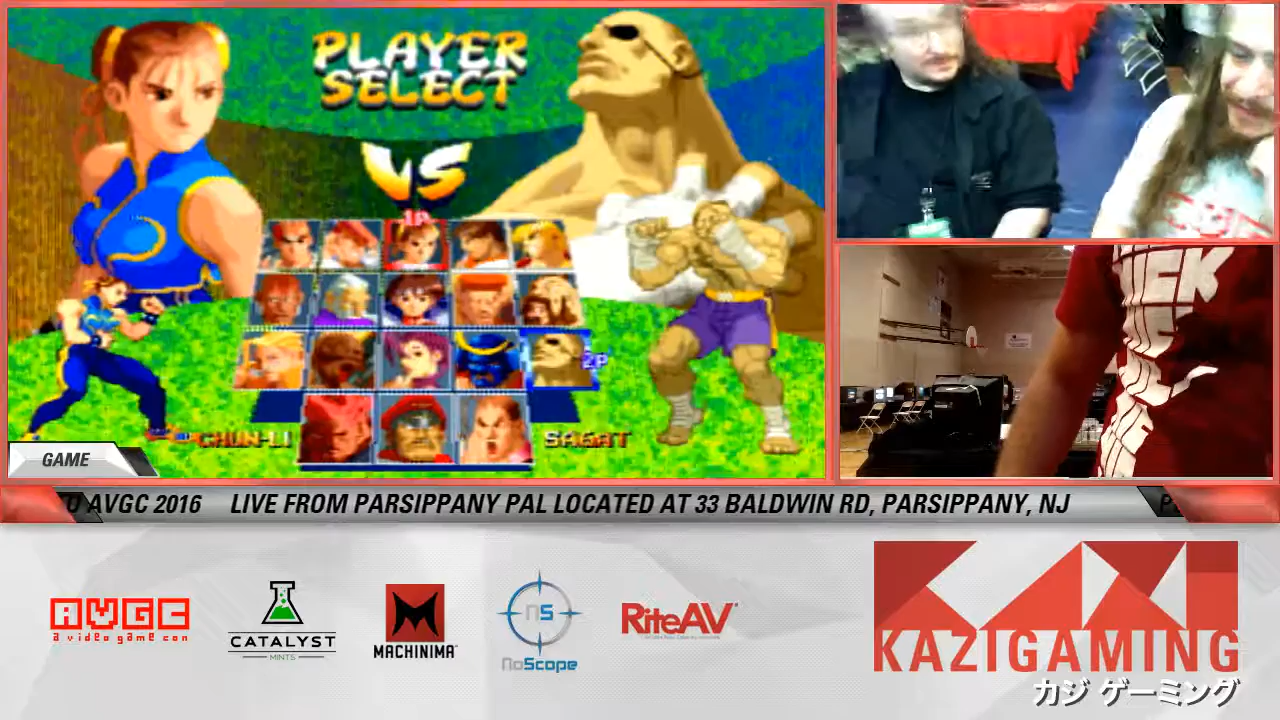 PLAYER
SELECT
VS
1P
2P
CHUN-LI
SAGAT
GAME
O AVGC 2016 LIVE FROM PARSIPPANY PAL LOCATED AT 33 BALDWIN RD, PARSIPPANY, NJ P
AVGC
a video game con
CATALYST
MINTS
MACHINIMA
NS
NoScope
RiteAV
KAZIGAMING
カジ ゲーミング